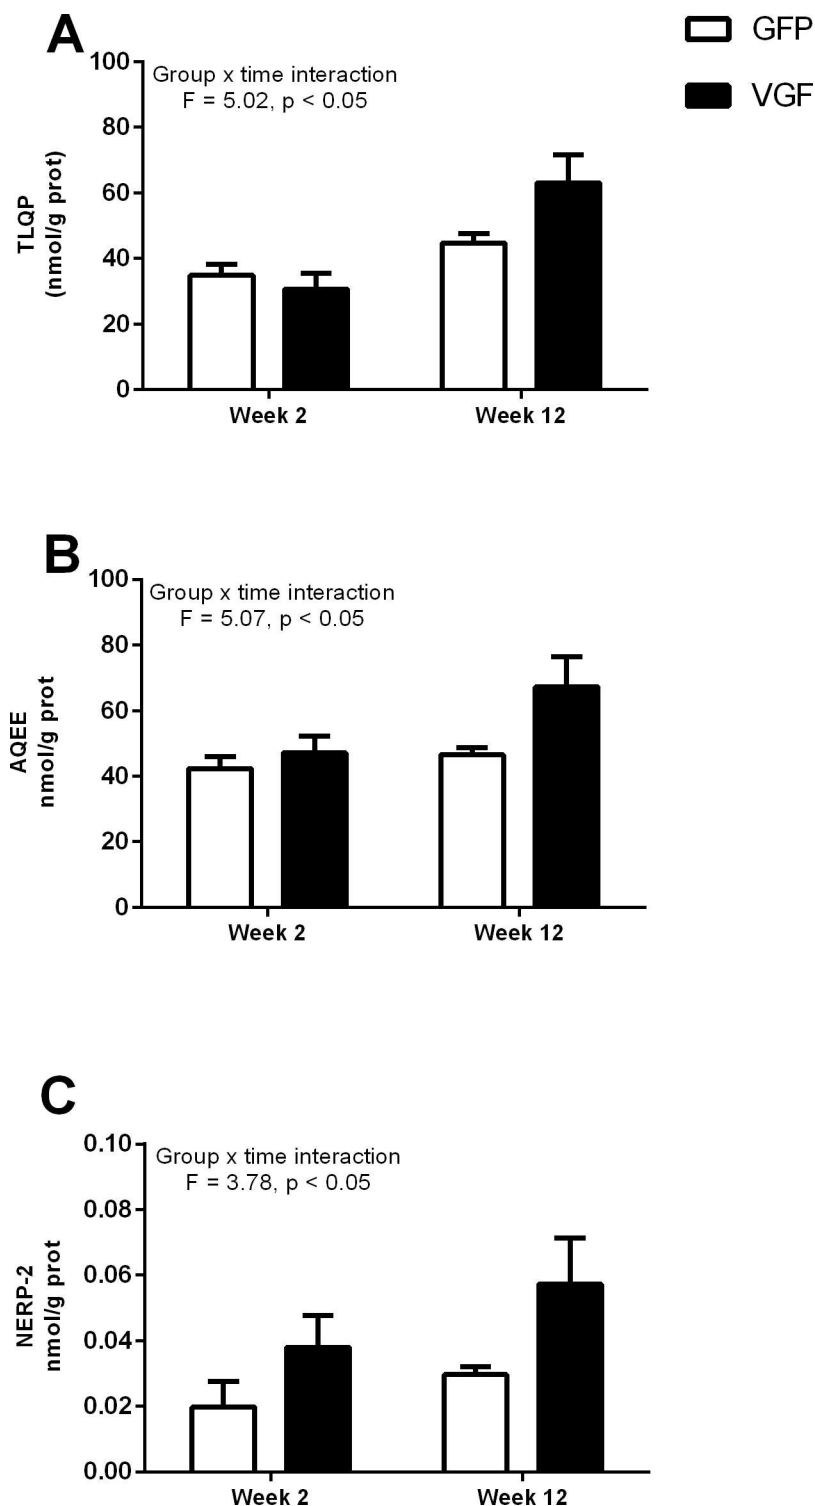 A
GFP
VGF
Group x time interaction
F = 5.02, p < 0.05
TLQP
(nmol/g prot)
100
80
60
40
20
0
Week 2
Week 12
B
Group x time interaction
F = 5.07, p < 0.05
AQEE
nmol/g prot
100
80
60
40
20
0
Week 2
Week 12
C
Group x time interaction
F = 3.78, p < 0.05
NERP-2
nmol/g prot
0.10
0.08
0.06
0.04
0.02
0.00
Week 2
Week 12